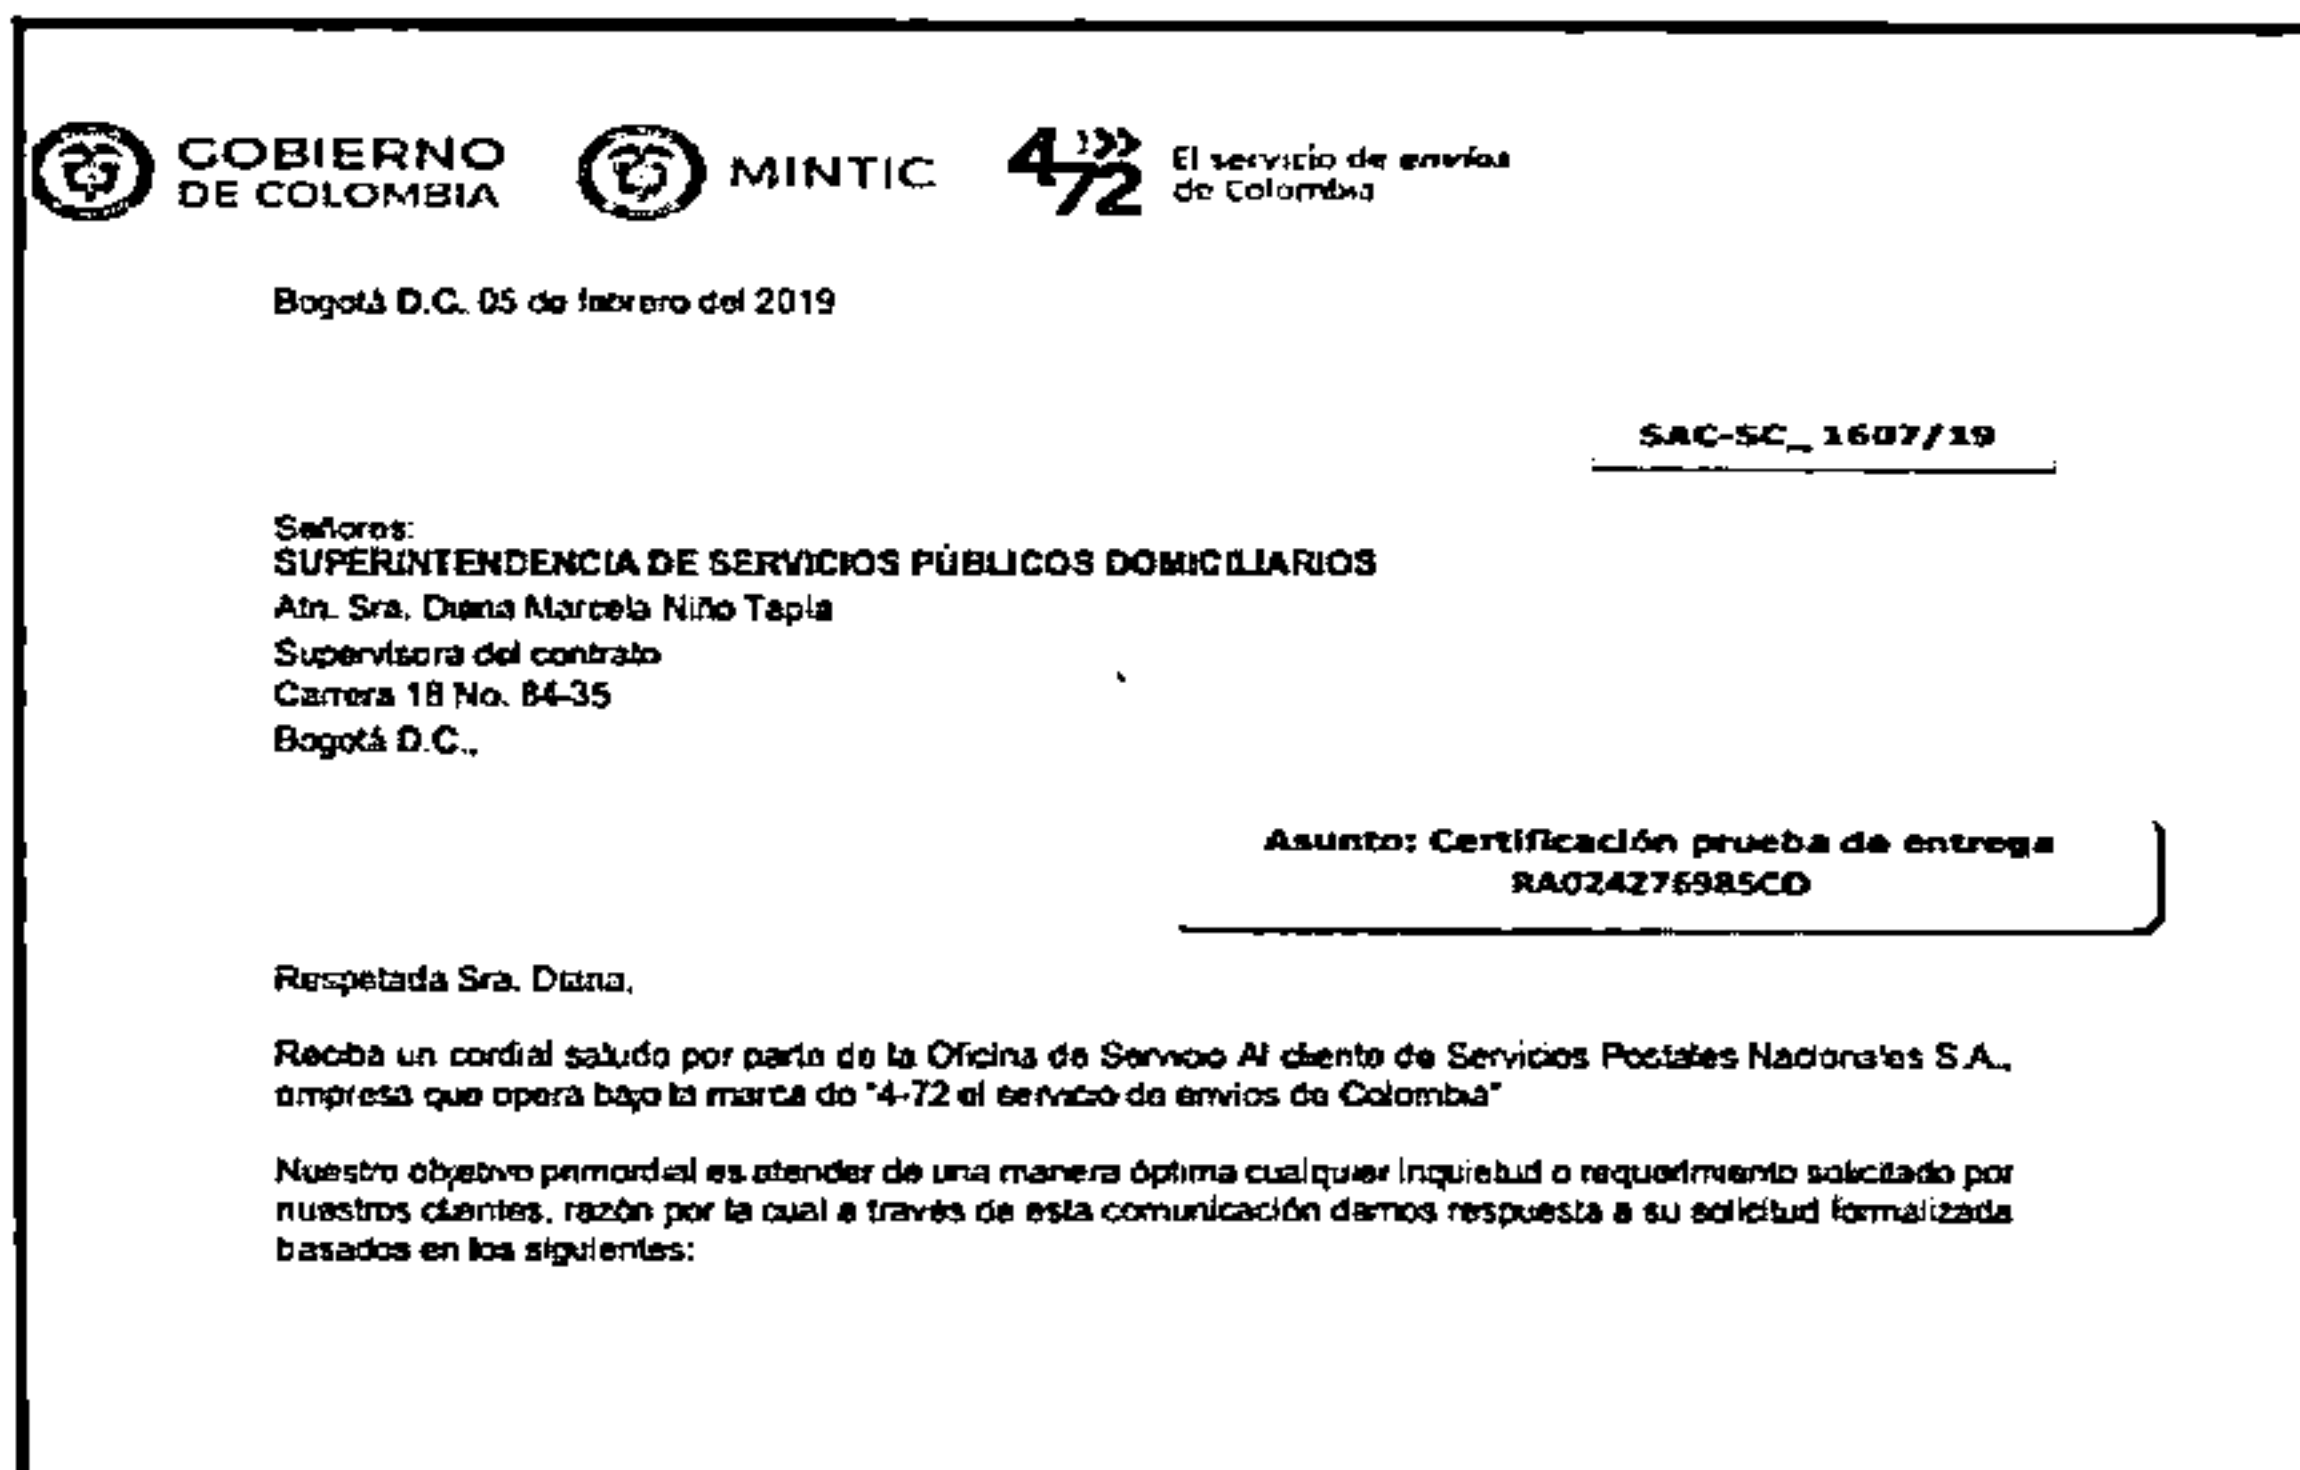 GOBIERNO
DE COLOMBIA
MINTIC
4-72
El servicio de envíos
de Colombia
Bogotá D.C. 05 de febrero del 2019
SAC-SC_ 1607/19
Señores:
SUPERINTENDENCIA DE SERVICIOS PÚBLICOS DOMICILIARIOS
Atn. Sra. Diana Marcela Niño Tapia
Supervisora del contrato
Carrera 18 No. 84-35
Bogotá D.C.,
Asunto: Certificación prueba de entrega
RA024276985CO
Respetada Sra. Diana,
Reciba un cordial saludo por parte de la Oficina de Servicio Al cliente de Servicios Postales Nacionales S.A.,
empresa que opera bajo la marca de "4-72 el servicio de envios de Colombia"
Nuestro objetivo primordial es atender de una manera óptima cualquier inquietud o requerimiento solicitado por
nuestros clientes, razón por la cual a través de esta comunicación damos respuesta a su solicitud formalizada
basados en los siguientes: